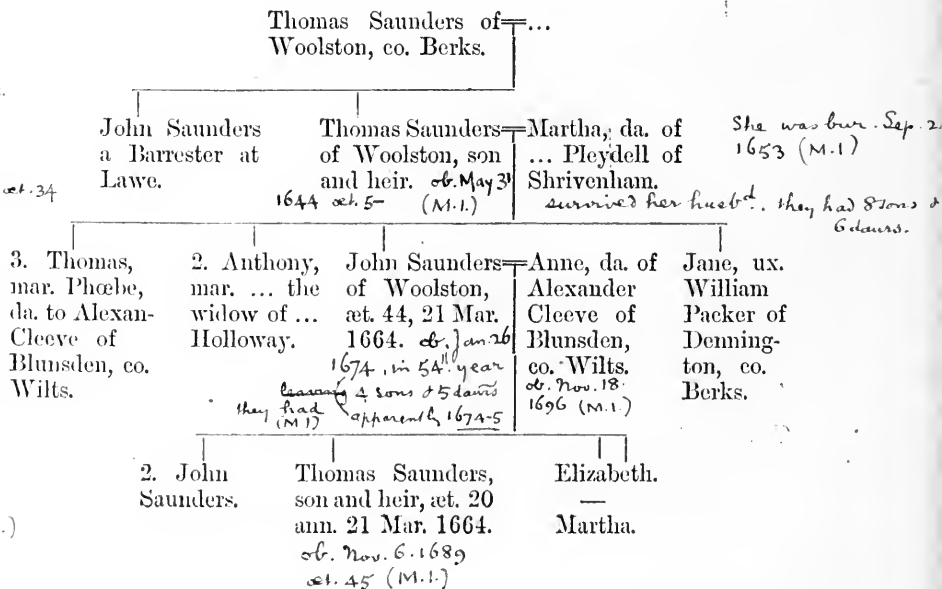 Thomas Saunders of=...
Woolston, co. Berks.
John Saunders
a Barrester at
Lawe.
Thomas Saunders=
of Woolston, son
and heir. ob. May 31
1644 æt. 5-
(M.I.)
Martha, da. of
... Pleydell of
Shrivenham.
She was bur. Sep. 2
1653 (M.I)
survived her husbd. they had 8 sons &
6 daurs.
æt. 34
3. Thomas,
mar. Phœbe,
da. to Alexan-
Cleeve of
Blunsden, co.
Wilts.
2. Anthony,
mar. ... the
widow of ...
Holloway.
John Saunders=
of Woolston,
æt. 44, 21 Mar.
1664. ob. Jan. 26
1674, in 54th year
leaving 4 sons & 5 daurs
they had
(M I)
apparently 1674-5
Anne, da. of
Alexander
Cleeve of
Blunsden,
co. Wilts.
ob. Nov. 18.
1696 (M.I.)
Jane, ux.
William
Packer of
Denning-
ton, co.
Berks.
2. John
Saunders.
Thomas Saunders,
son and heir, æt. 20
ann. 21 Mar. 1664.
ob. Nov. 6. 1689
æt. 45 (M.I.)
Elizabeth.
—
Martha.
.)